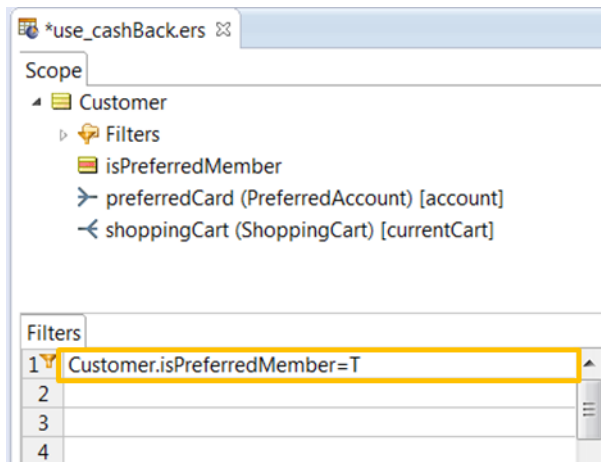 *use_cashBack.ers
Scope
Customer
Filters
isPreferredMember
preferredCard (PreferredAccount) [account]
shoppingCart (ShoppingCart) [currentCart]
Filters
1 Customer.isPreferredMember=T
2
3
4